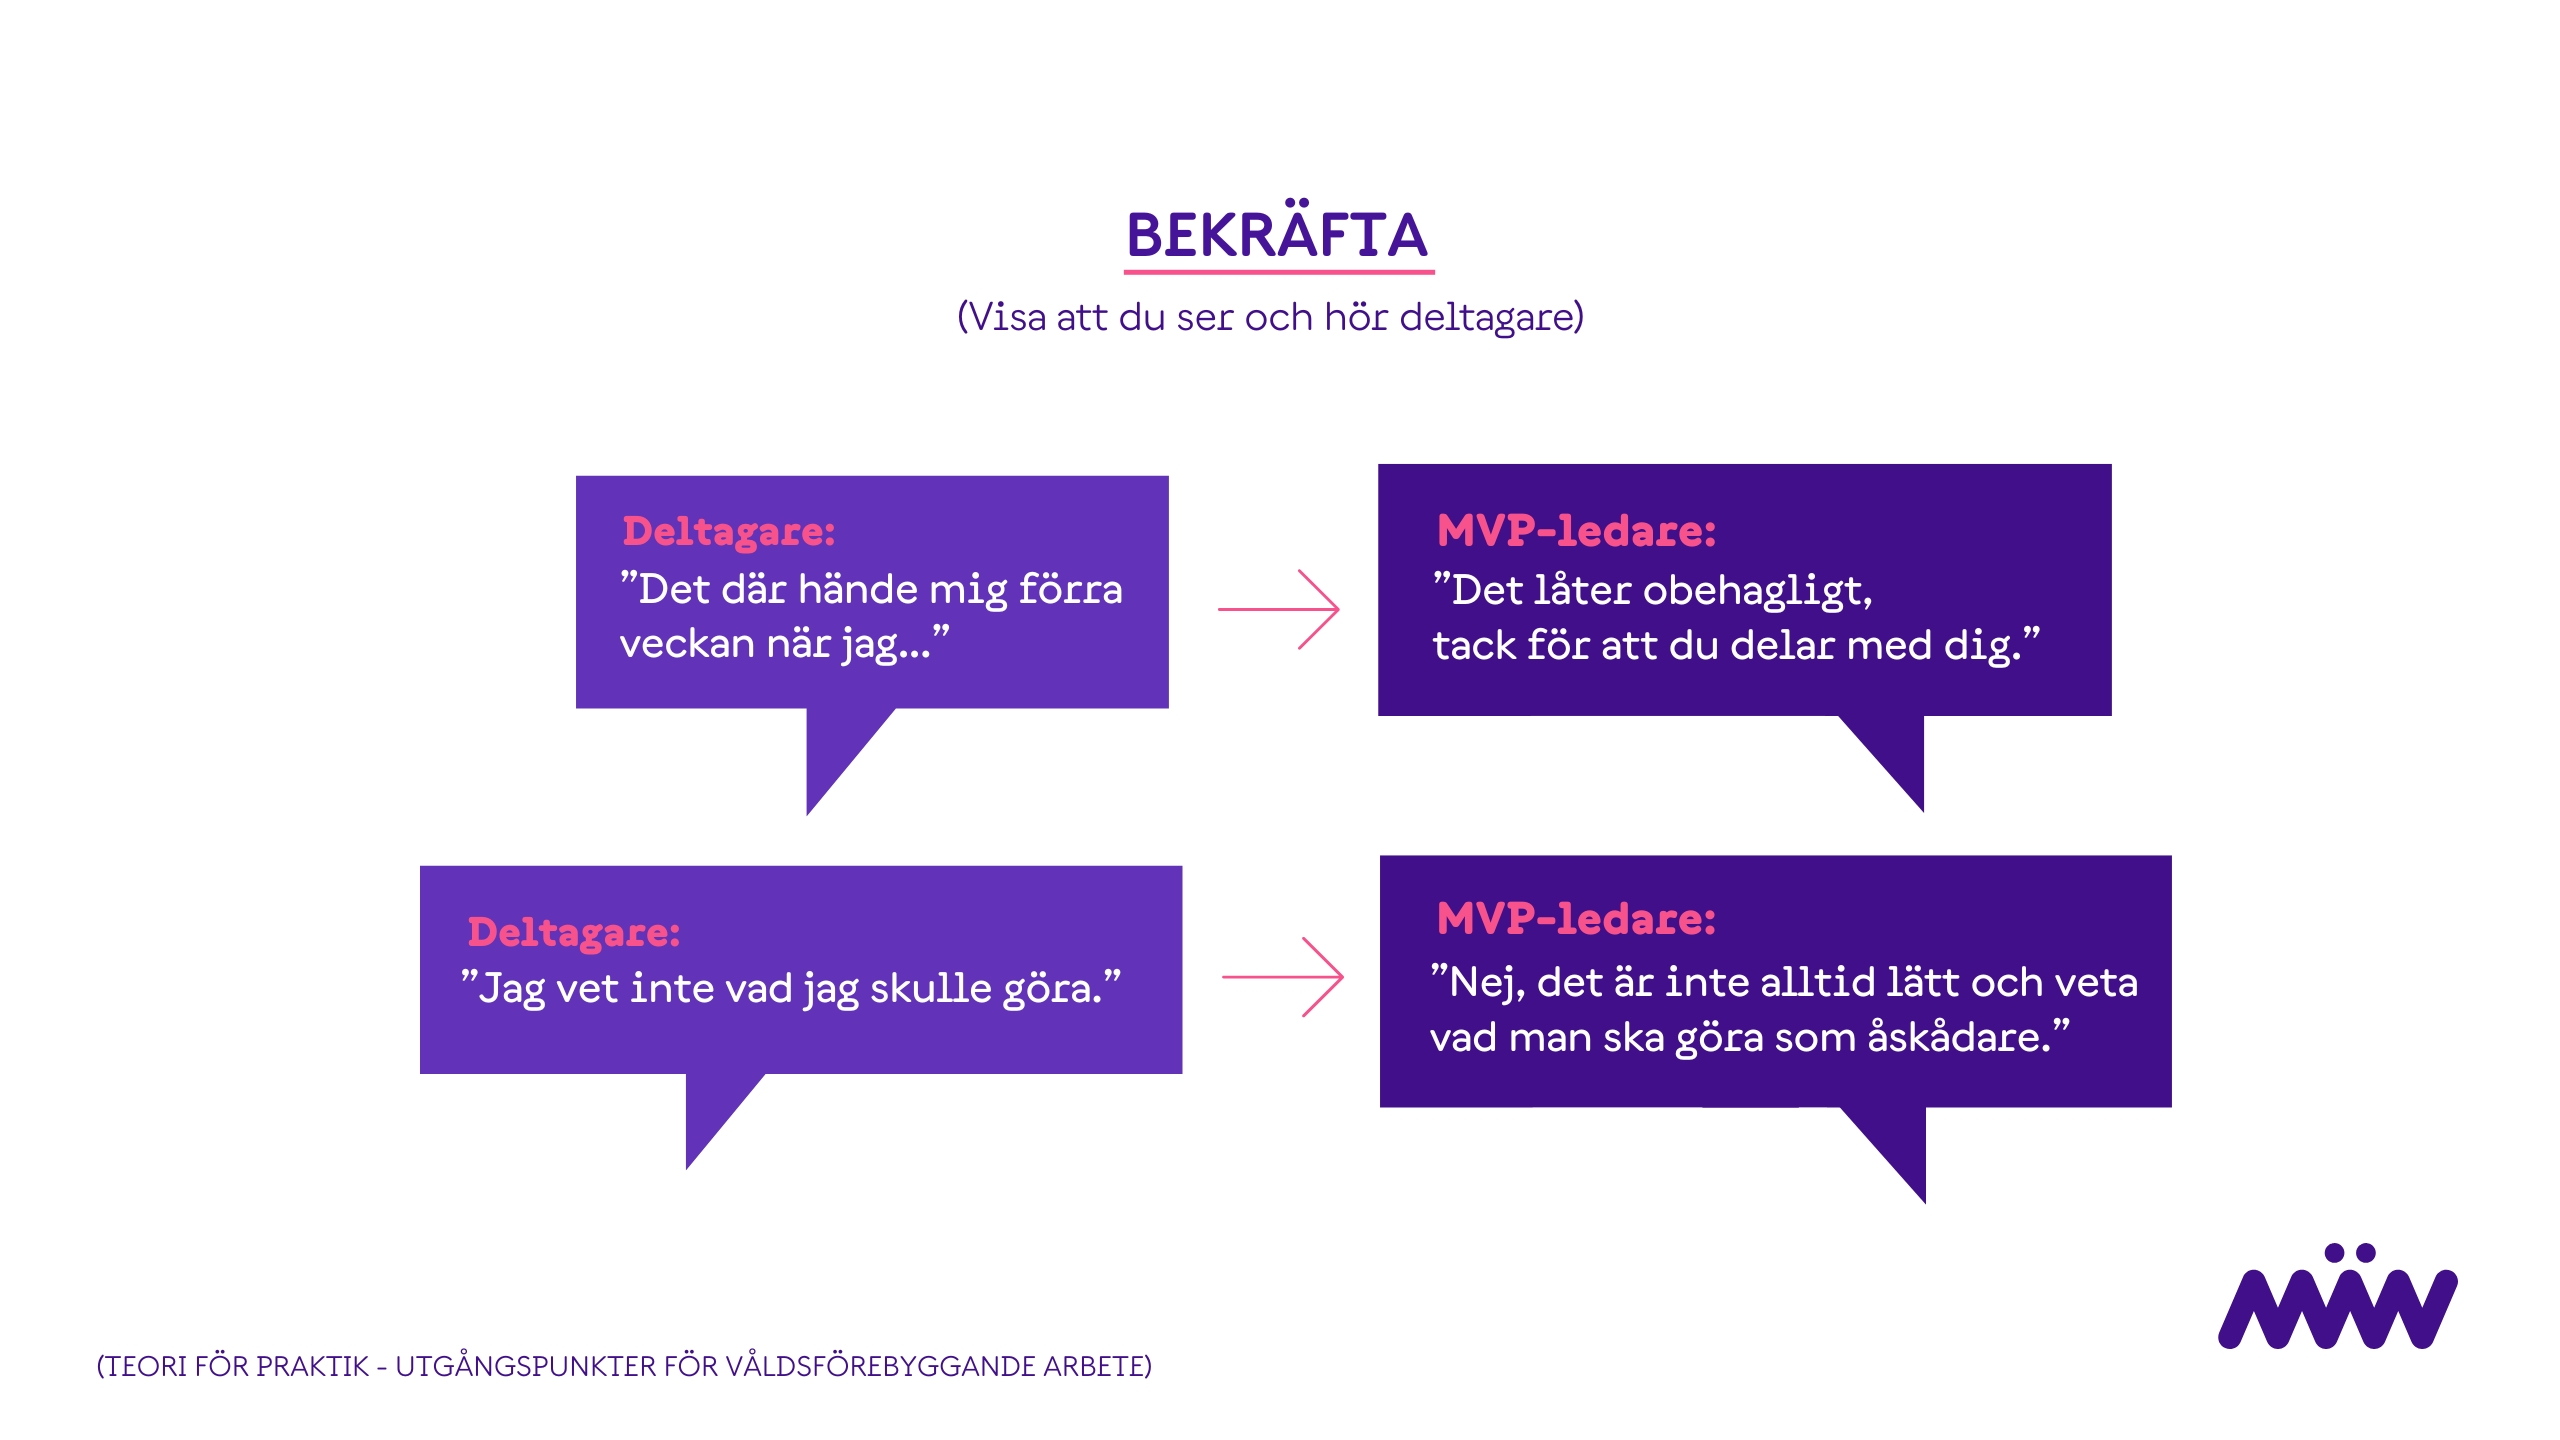 BEKRÄFTA
(Visa att du ser och hör deltagare)
Deltagare:
”Det där hände mig förra
veckan när jag...”
MVP-ledare:
”Det låter obehagligt,
tack för att du delar med dig.”
Deltagare:
”Jag vet inte vad jag skulle göra.”
MVP-ledare:
”Nej, det är inte alltid lätt och veta
vad man ska göra som åskådare.”
MÄN
(TEORI FÖR PRAKTIK - UTGÅNGSPUNKTER FÖR VÅLDSFÖREBYGGANDE ARBETE)